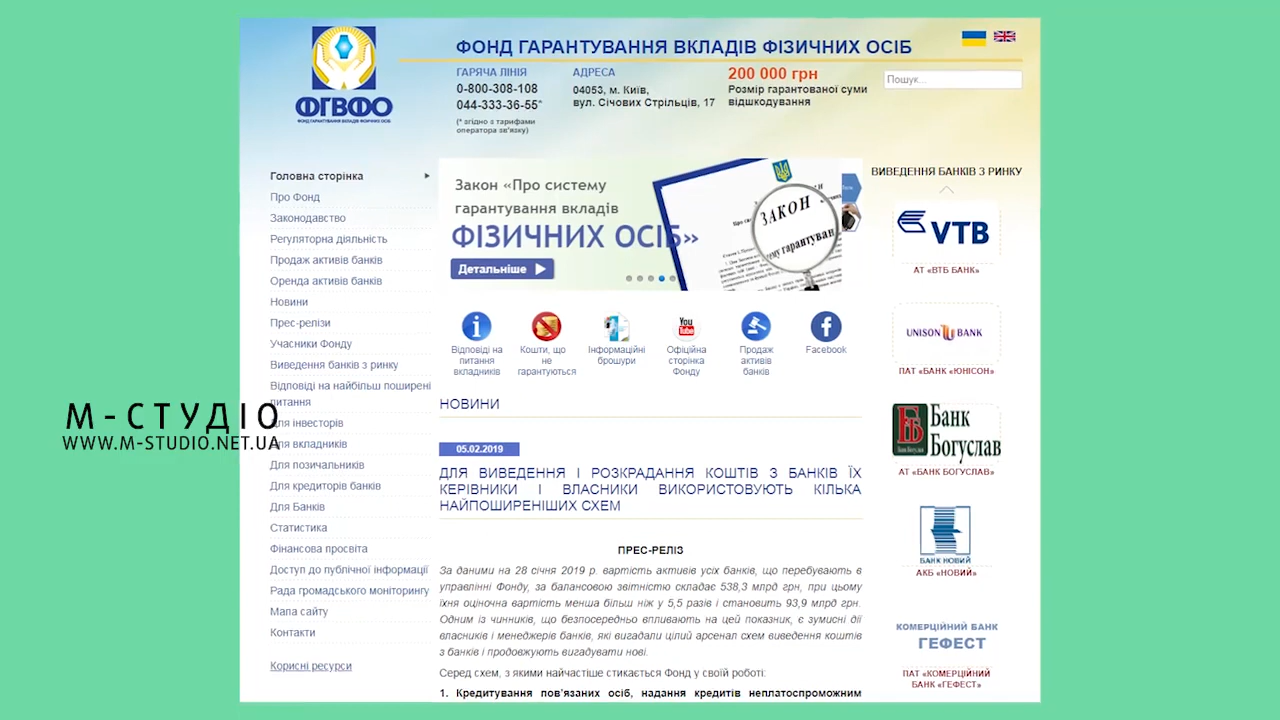 ФОНД ГАРАНТУВАННЯ ВКЛАДІВ ФІЗИЧНИХ ОСІБ
ФГВФО
ФОНД ГАРАНТУВАННЯ ВКЛАДІВ ФІЗИЧНИХ ОСІБ
ГАРЯЧА ЛІНІЯ
0-800-308-108
044-333-36-55*
(* згідно з тарифами
оператора зв'язку)
АДРЕСА
04053, м. Київ,
вул. Січових Стрільців, 17
200 000 грн
Розмір гарантованої суми
відшкодування
Пошук...
Головна сторінка
Про Фонд
Законодавство
Регуляторна діяльність
Продаж активів банків
Оренда активів банків
Новини
Прес-релізи
Учасники Фонду
Виведення банків з ринку
Відповіді на найбільш поширені
питання
Для інвесторів
Для вкладників
Для позичальників
Для кредиторів банків
Для Банків
Статистика
Фінансова просвіта
Доступ до публічної інформації
Рада громадського моніторингу
Мапа сайту
Контакти
Корисні ресурси
М-СТУДІО
WWW.M-STUDIO.NET.UA
Закон «Про систему
гарантування вкладів
ФІЗИЧНИХ ОСІБ»
Детальніше
ЗАКОН
му гарантуван
Відповіді на
питання
вкладників
Кошти, що
не
гарантуються
Інформаційні
брошури
You
Tube
Офіційна
сторінка
Фонду
Продаж
активів
банків
Facebook
НОВИНИ
05.02.2019
ДЛЯ ВИВЕДЕННЯ І РОЗКРАДАННЯ КОШТІВ З БАНКІВ ЇХ
КЕРІВНИКИ І ВЛАСНИКИ ВИКОРИСТОВУЮТЬ КІЛЬКА
НАЙПОШИРЕНІШИХ СХЕМ
ПРЕС-РЕЛІЗ
За даними на 28 січня 2019 р. вартість активів усіх банків, що перебувають в
управлінні Фонду, за балансовою звітністю складає 538,3 млрд грн, при цьому
їхня оціночна вартість менша більш ніж у 5,5 разів і становить 93,9 млрд грн.
Одним із чинників, що безпосередньо впливають на цей показник, є зумисні дії
власників і менеджерів банків, які вигадали цілий арсенал схем виведення коштів
з банків і продовжують вигадувати нові.
Серед схем, з якими найчастіше стикається Фонд у своїй роботі:
1. Кредитування пов'язаних осіб, надання кредитів неплатоспроможним
ВИВЕДЕННЯ БАНКІВ З РИНКУ
VTB
АТ «ВТБ БАНК»
UNISON BANK
ПАТ «БАНК «ЮНІСОН»
Банк
Богуслав
АТ «БАНК БОГУСЛАВ»
БАНК НОВИЙ
АКБ «НОВИЙ»
КОМЕРЦІЙНИЙ БАНК
ГЕФЕСТ
ПАТ «КОМЕРЦІЙНИЙ
БАНК «ГЕФЕСТ»